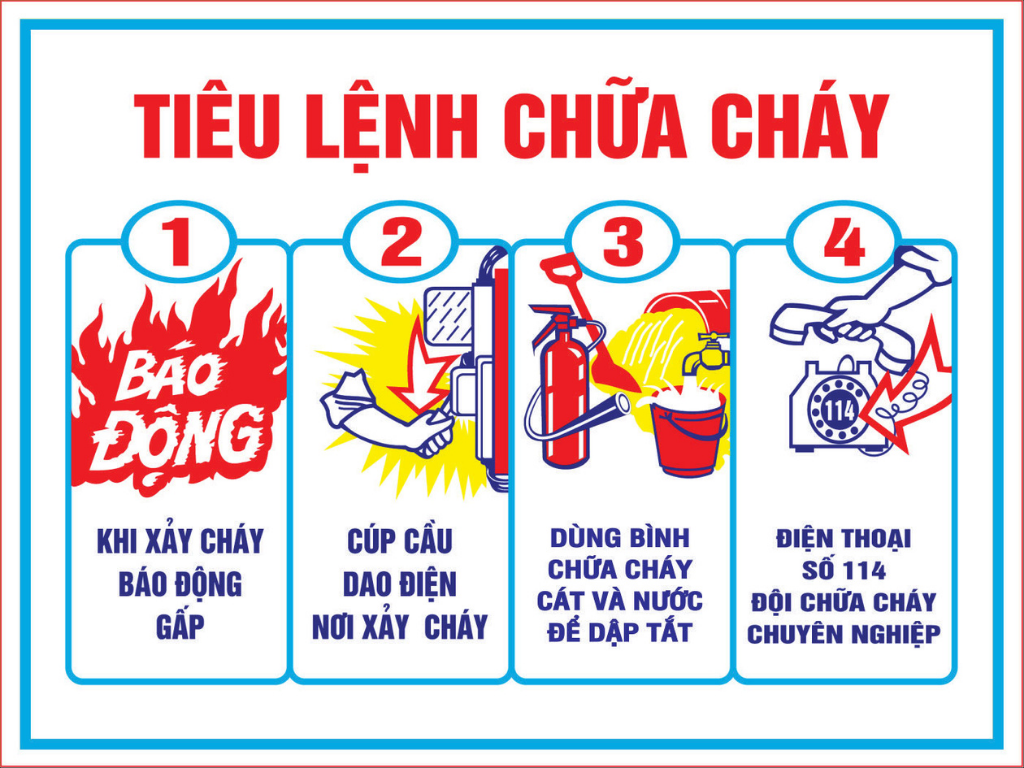 TIÊU LỆNH CHỮA CHÁY
1
BÁO
ĐỘNG
KHI XẢY CHÁY
BÁO ĐỘNG
GẤP
2
CÚP CẦU
DAO ĐIỆN
NƠI XẢY CHÁY
3
DÙNG BÌNH
CHỮA CHÁY
CÁT VÀ NƯỚC
ĐỂ DẬP TẮT
4
114
ĐIỆN THOẠI
SỐ 114
ĐỘI CHỮA CHÁY
CHUYÊN NGHIỆP